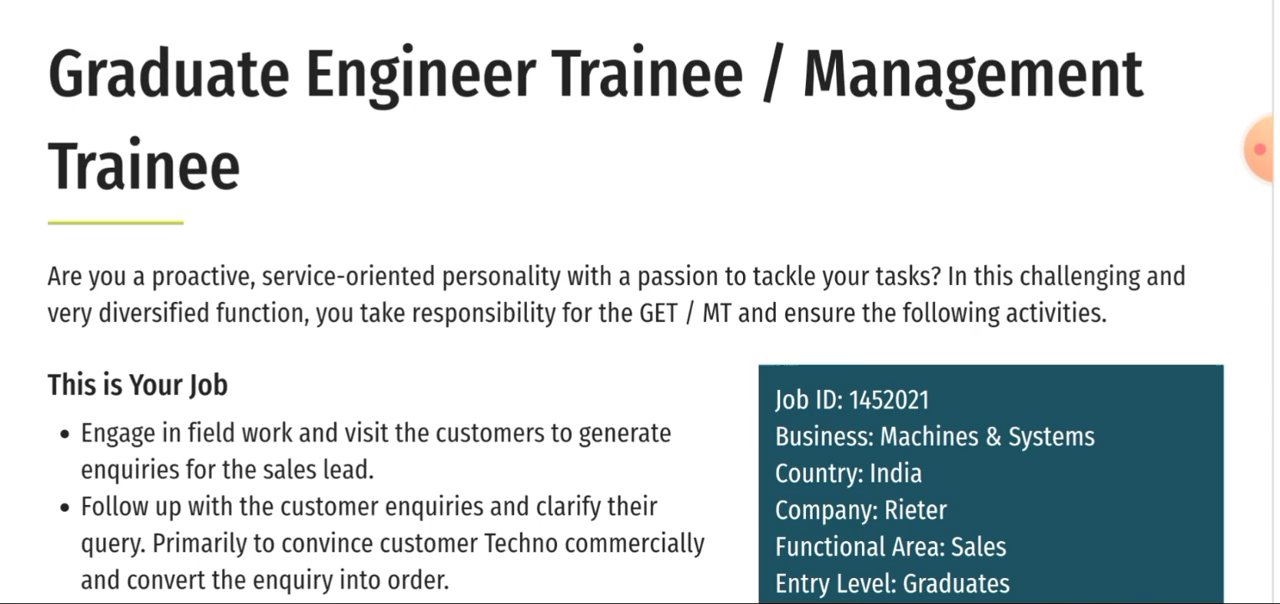 Graduate Engineer Trainee / Management
Trainee
Are you a proactive, service-oriented personality with a passion to tackle your tasks? In this challenging and
very diversified function, you take responsibility for the GET / MT and ensure the following activities.
This is Your Job
• Engage in field work and visit the customers to generate
enquiries for the sales lead.
• Follow up with the customer enquiries and clarify their
query. Primarily to convince customer Techno commercially
and convert the enquiry into order.
Job ID: 1452021
Business: Machines & Systems
Country: India
Company: Rieter
Functional Area: Sales
Entry Level: Graduates